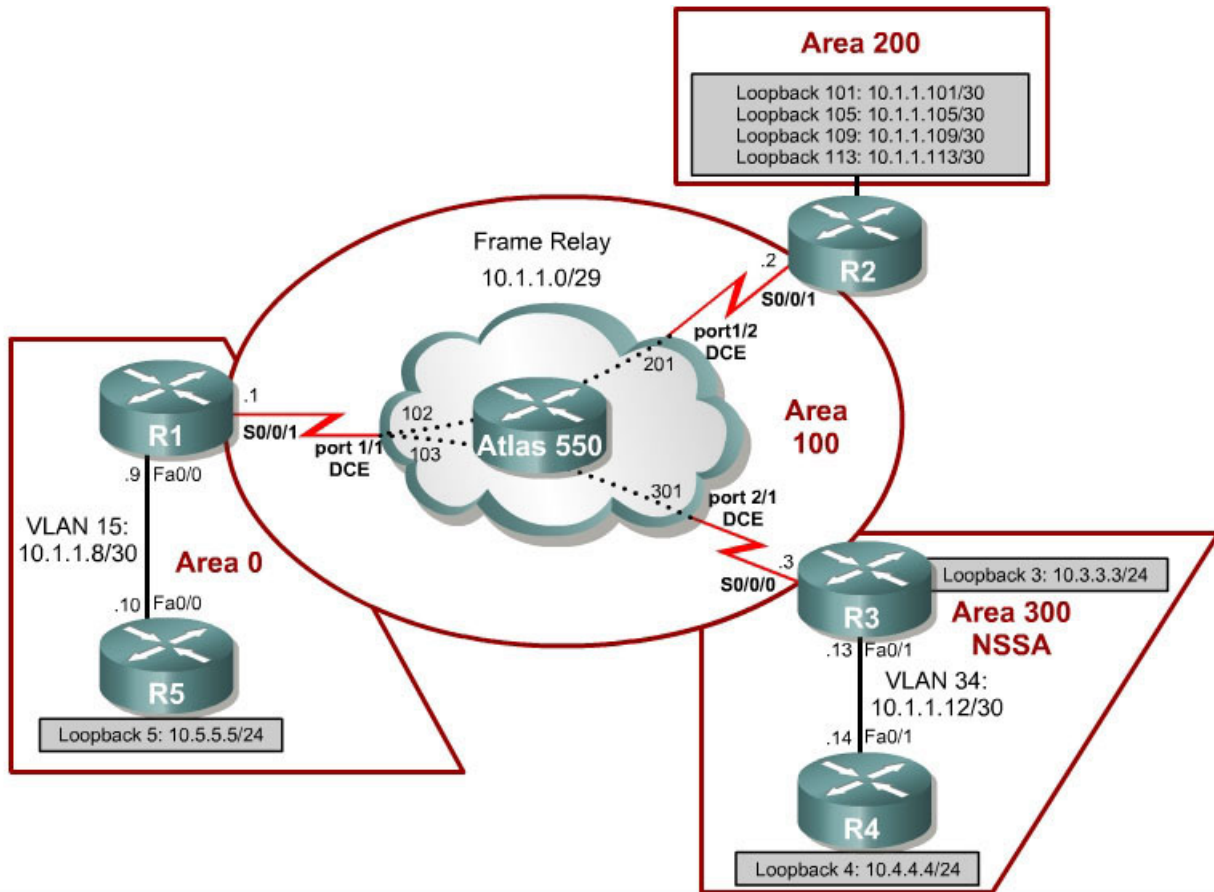 Area 200
Loopback 101: 10.1.1.101/30
Loopback 105: 10.1.1.105/30
Loopback 109: 10.1.1.109/30
Loopback 113: 10.1.1.113/30
Frame Relay
10.1.1.0/29
.2
R2
S0/0/1
port1/2
DCE
201
R1
.1
S0/0/1
port 1/1
DCE
102
103
Atlas 550
Area
100
301
port 2/1
DCE
.9
Fa0/0
VLAN 15:
10.1.1.8/30
Area 0
.10
Fa0/0
R5
Loopback 5: 10.5.5.5/24
.3
S0/0/0
R3
Loopback 3: 10.3.3.3/24
Area 300
NSSA
.13
Fa0/1
VLAN 34:
10.1.1.12/30
.14
Fa0/1
R4
Loopback 4: 10.4.4.4/24